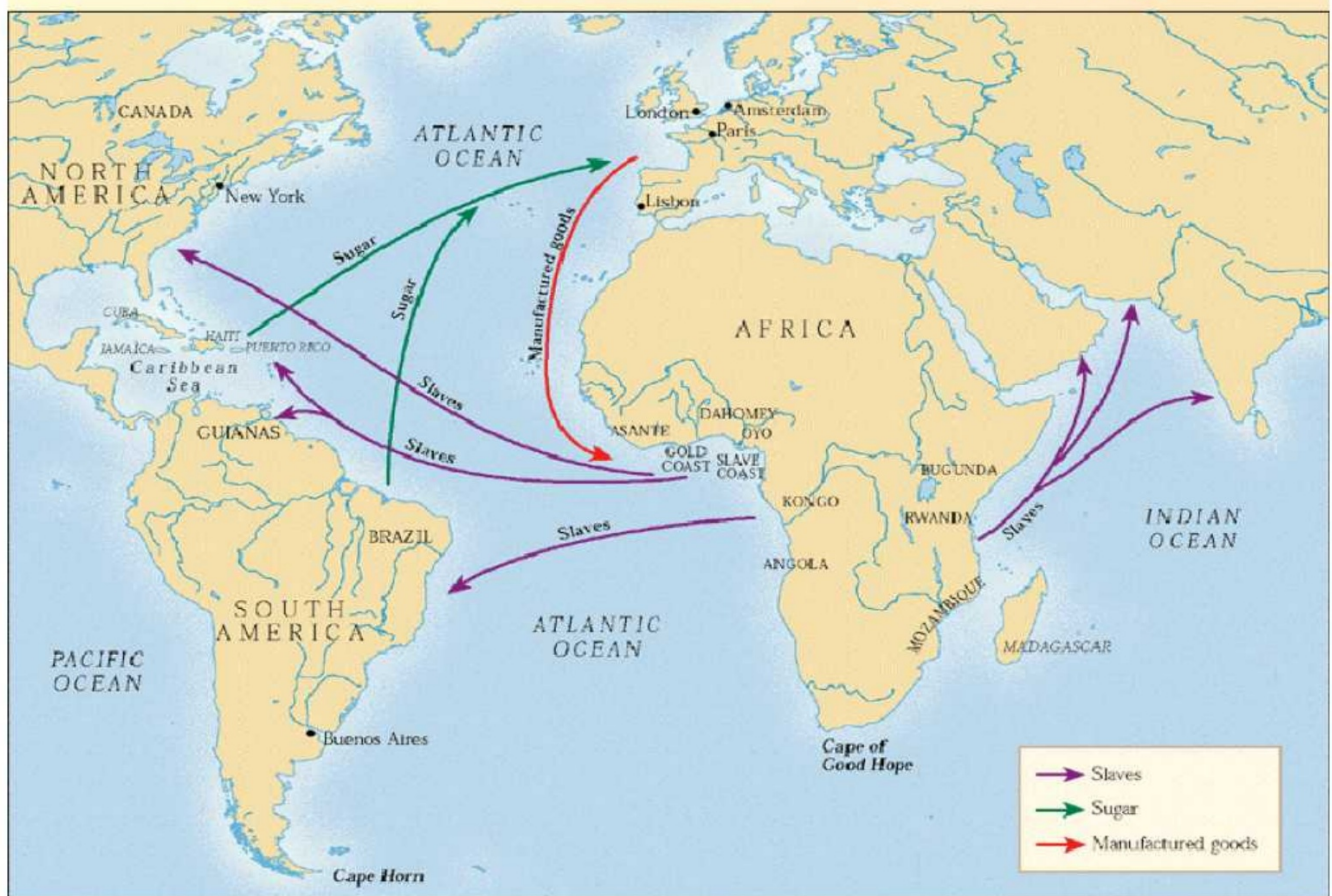 CANADA
NORTH
AMERICA
New York
ATLANTIC
OCEAN
London
Amsterdam
Paris
Lisbon
Sugar
Sugar
Manufactured goods
CUBA
HAITI
JAMAICA
PUERTO RICO
Caribbean
Sea
AFRICA
Slaves
Slaves
GUIANAS
ASANTE
DAHOMEY
OYO
GOLD
COAST
SLAVE
COAST
BUGUNDA
KONGO
RWANDA
Slaves
INDIAN
OCEAN
BRAZIL
Slaves
ANGOLA
MOZAMBIQUE
MADAGASCAR
SOUTH
AMERICA
ATLANTIC
OCEAN
PACIFIC
OCEAN
Buenos Aires
Cape of
Good Hope
Cape Horn
Slaves
Sugar
Manufactured goods